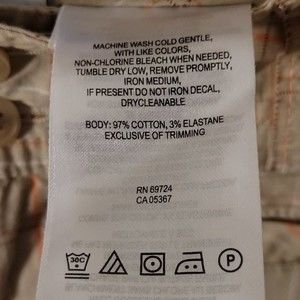 MACHINE WASH COLD GENTLE,
WITH LIKE COLORS,
NON-CHLORINE BLEACH WHEN NEEDED,
TUMBLE DRY LOW, REMOVE PROMPTLY,
IRON MEDIUM,
IF PRESENT DO NOT IRON DECAL,
DRYCLEANABLE
BODY: 97% COTTON, 3% ELASTANE
EXCLUSIVE OF TRIMMING
RN 69724
CA 05367
30C
P